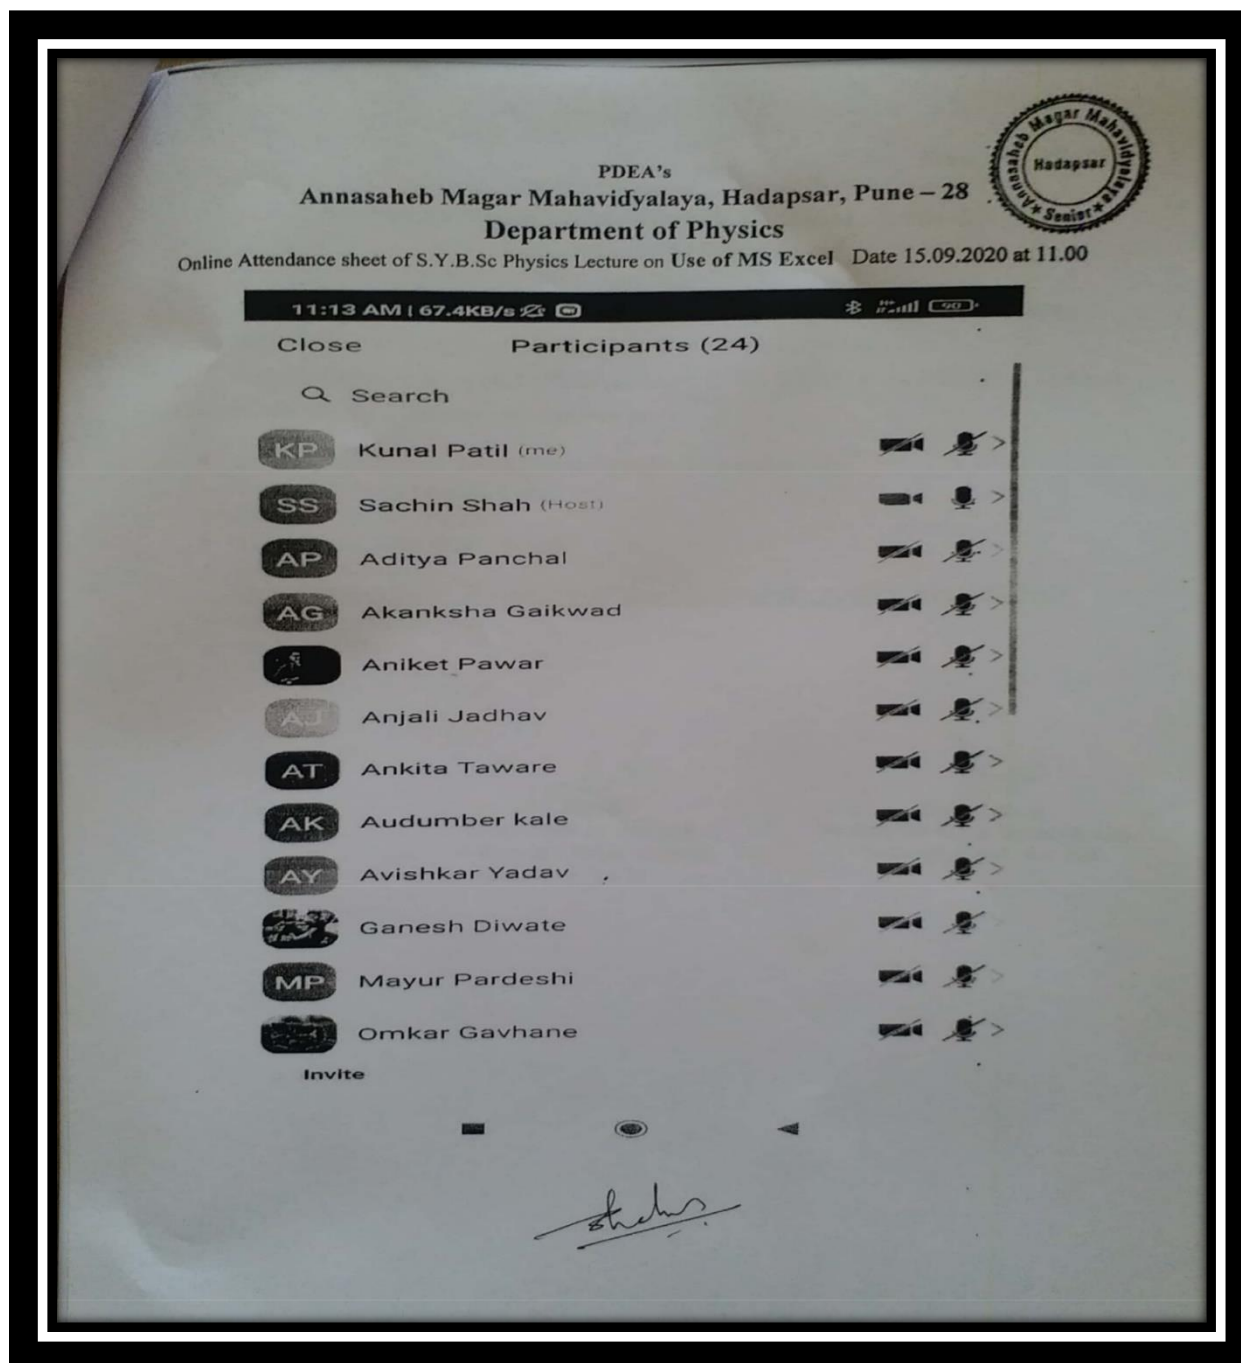 PDEA's
Annasaheb Magar Mahavidyalaya, Hadapsar, Pune – 28
Annasaheb Magar Mahavidyalaya
Hadapsar
★ Senior ★
Department of Physics
Online Attendance sheet of S.Y.B.Sc Physics Lecture on Use of MS Excel Date 15.09.2020 at 11.00
11:13 AM | 67.4KB/s 90
Close Participants (24)
Search
KP Kunal Patil (me)
SS Sachin Shah (Host)
AP Aditya Panchal
AG Akanksha Gaikwad
Aniket Pawar
AJ Anjali Jadhav
AT Ankita Taware
AK Audumber kale
AY Avishkar Yadav
Ganesh Diwate
MP Mayur Pardeshi
Omkar Gavhane
Invite